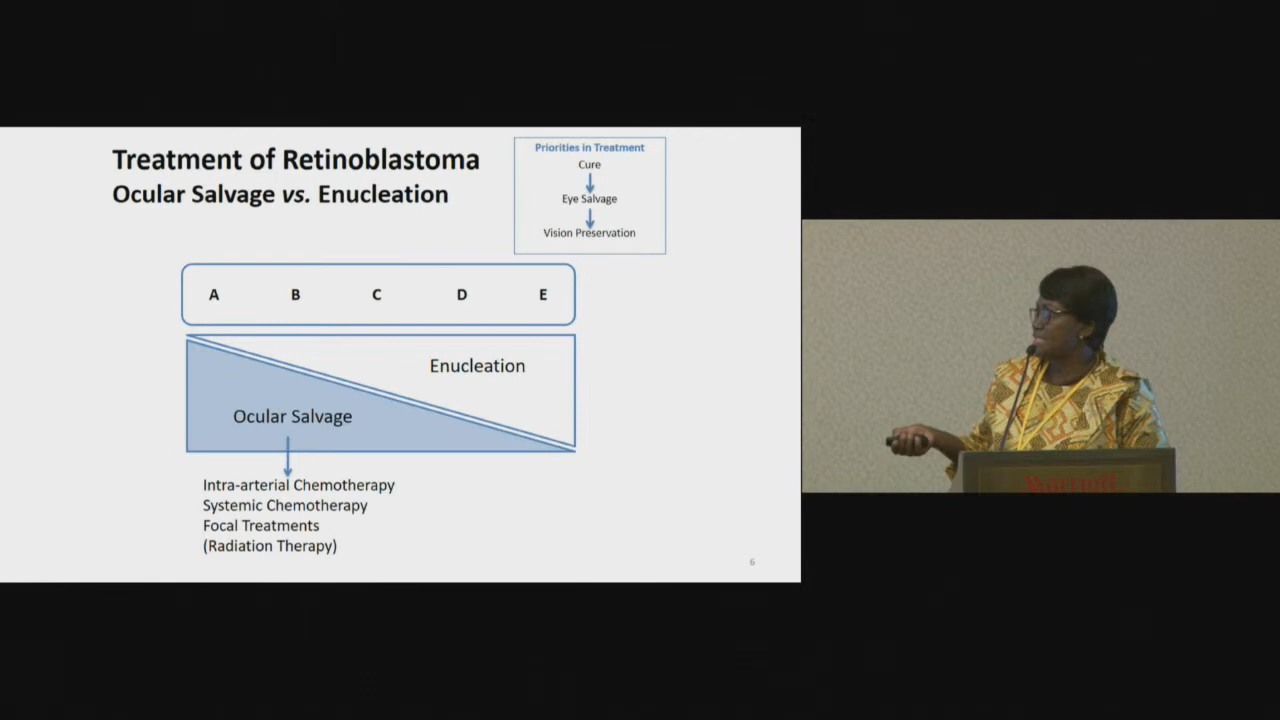 Treatment of Retinoblastoma
Ocular Salvage vs. Enucleation
Priorities in Treatment
Cure
Eye Salvage
Vision Preservation
A B C D E
Enucleation
Ocular Salvage
Intra-arterial Chemotherapy
Systemic Chemotherapy
Focal Treatments
(Radiation Therapy)
6
Marriott